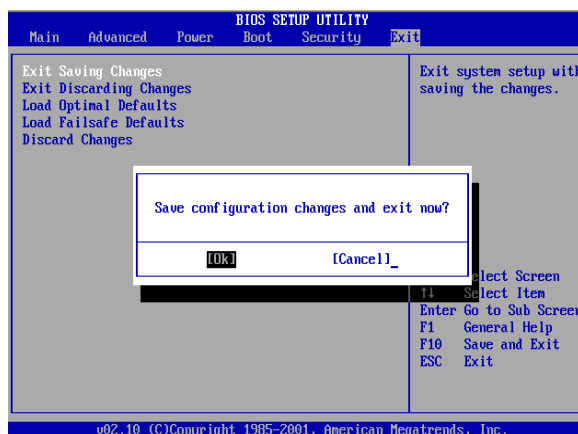 BIOS SETUP UTILITY
Main Advanced Power Boot Security Exit
Exit Saving Changes
Exit Discarding Changes
Load Optimal Defaults
Load Failsafe Defaults
Discard Changes
Exit system setup with
saving the changes.
Save configuration changes and exit now?
[Ok] [Cancel]
elect Screen
↑↓ Select Item
Enter Go to Sub Screen
F1 General Help
F10 Save and Exit
ESC Exit
v02.10 (C)Copyright 1985-2001, American Megatrends, Inc.